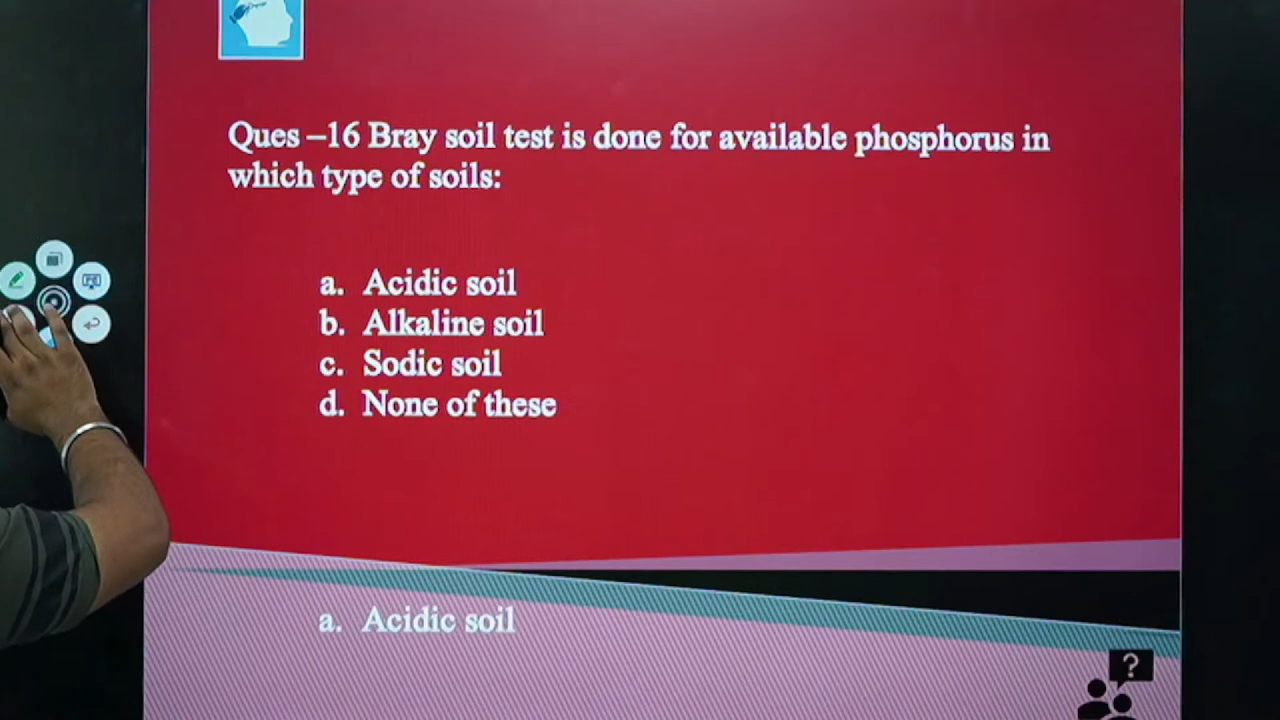 Ques –16 Bray soil test is done for available phosphorus in
which type of soils:
a. Acidic soil
b. Alkaline soil
c. Sodic soil
d. None of these
a. Acidic soil
?